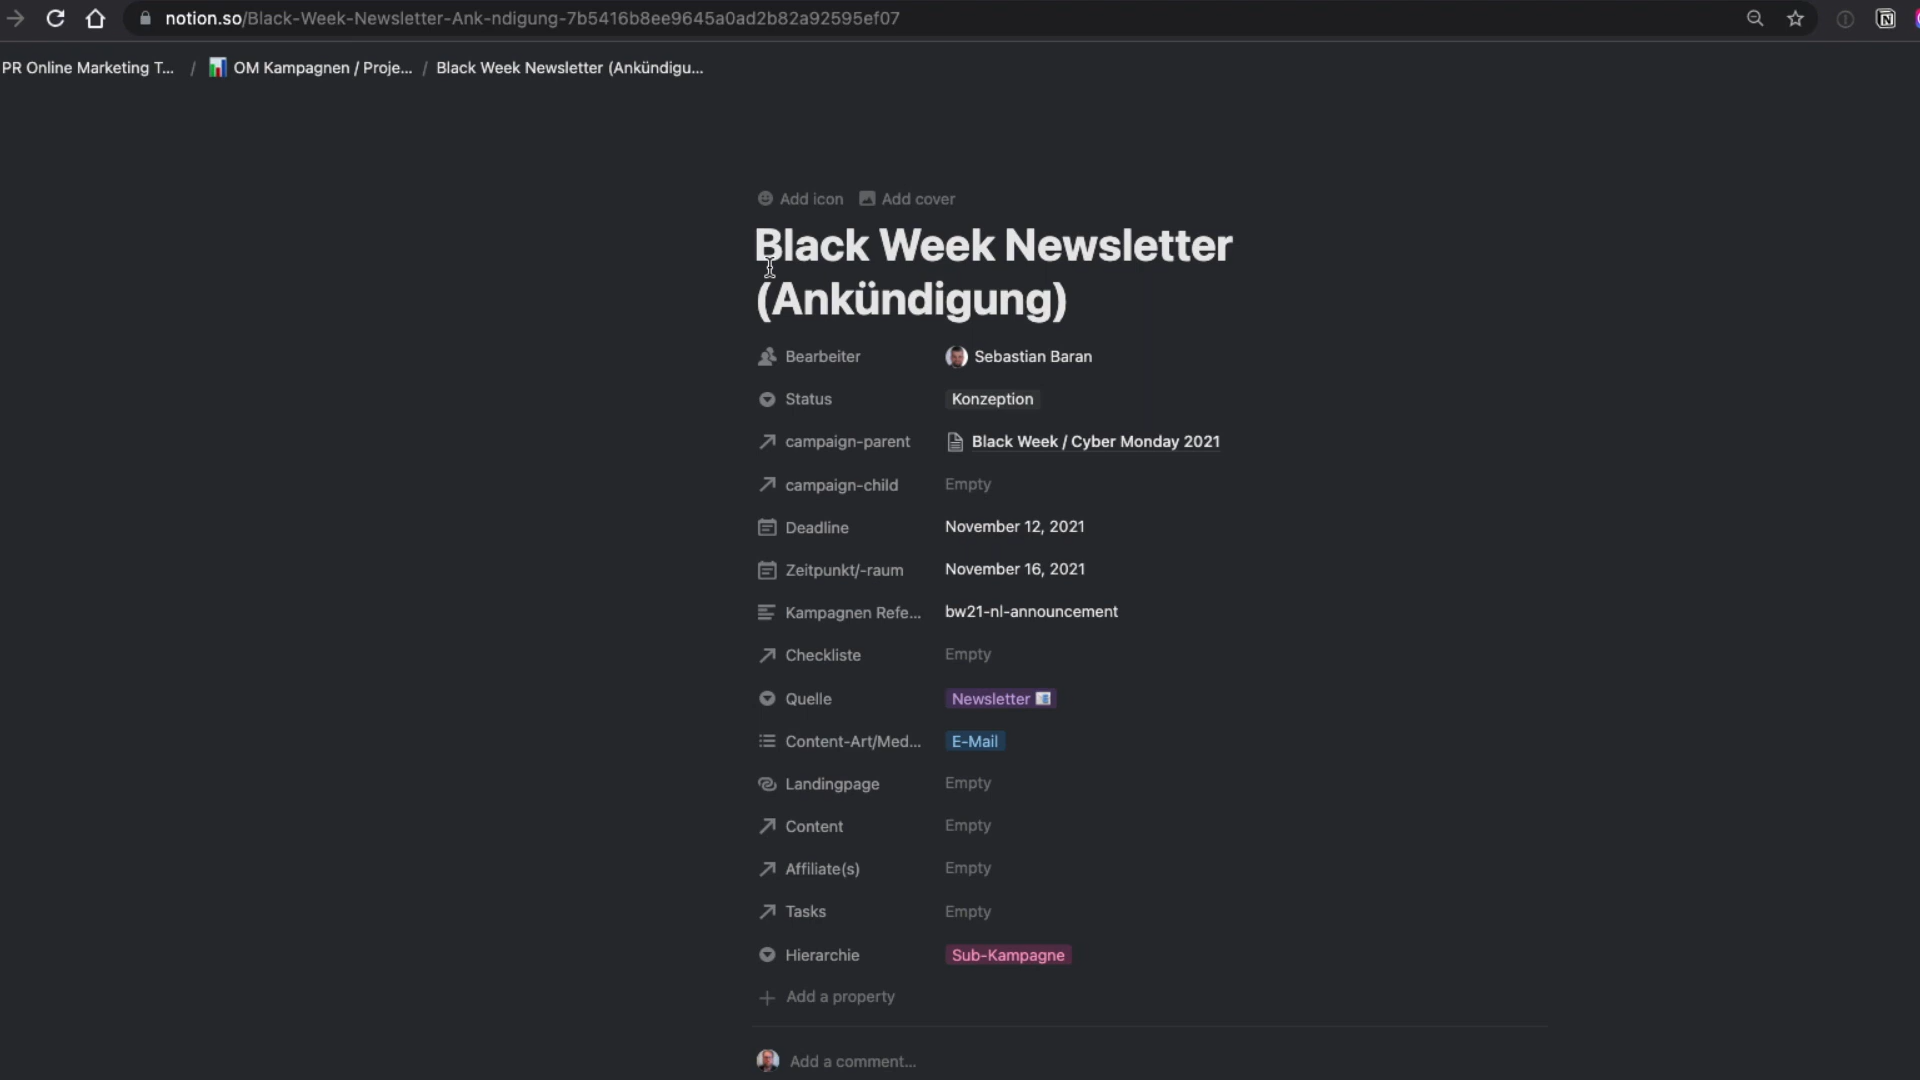 notion.so/Black-Week-Newsletter-Ank-ndigung-7b5416b8ee9645a0ad2b82a92595ef07
PR Online Marketing T... / OM Kampagnen / Proje... / Black Week Newsletter (Ankündigu...
Add icon Add cover
Black Week Newsletter
(Ankündigung)
Bearbeiter Sebastian Baran
Status Konzeption
campaign-parent Black Week / Cyber Monday 2021
campaign-child Empty
Deadline November 12, 2021
Zeitpunkt/-raum November 16, 2021
Kampagnen Refe... bw21-nl-announcement
Checkliste Empty
Quelle Newsletter
Content-Art/Med... E-Mail
Landingpage Empty
Content Empty
Affiliate(s) Empty
Tasks Empty
Hierarchie Sub-Kampagne
Add a property
Add a comment...